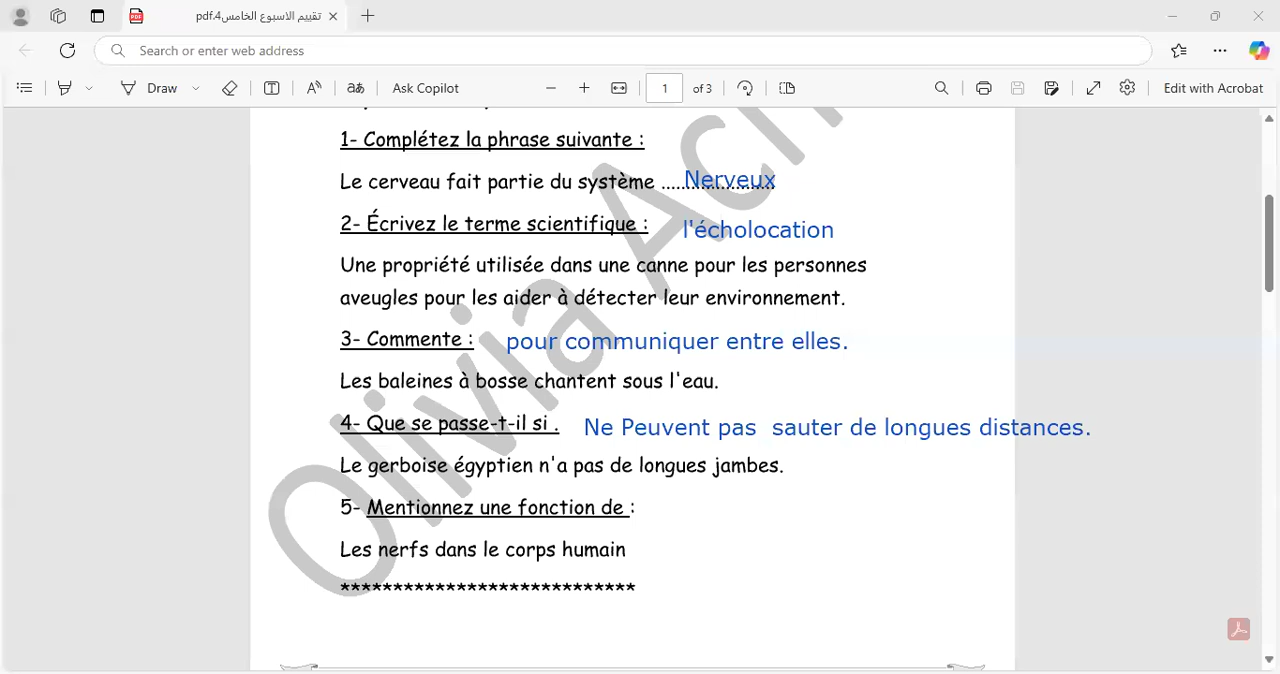 تقييم الاسبوع الخامس4.pdf
Search or enter web address
Draw
aあ
Ask Copilot
1 of 3
Edit with Acrobat
1- Complétez la phrase suivante :
Le cerveau fait partie du système ..................... Nerveux
2- Écrivez le terme scientifique : l'écholocation
Une propriété utilisée dans une canne pour les personnes
aveugles pour les aider à détecter leur environnement.
3- Commente : pour communiquer entre elles.
Les baleines à bosse chantent sous l'eau.
4- Que se passe-t-il si . Ne Peuvent pas sauter de longues distances.
Le gerboise égyptien n'a pas de longues jambes.
5- Mentionnez une fonction de :
Les nerfs dans le corps humain
****************************
Olivia